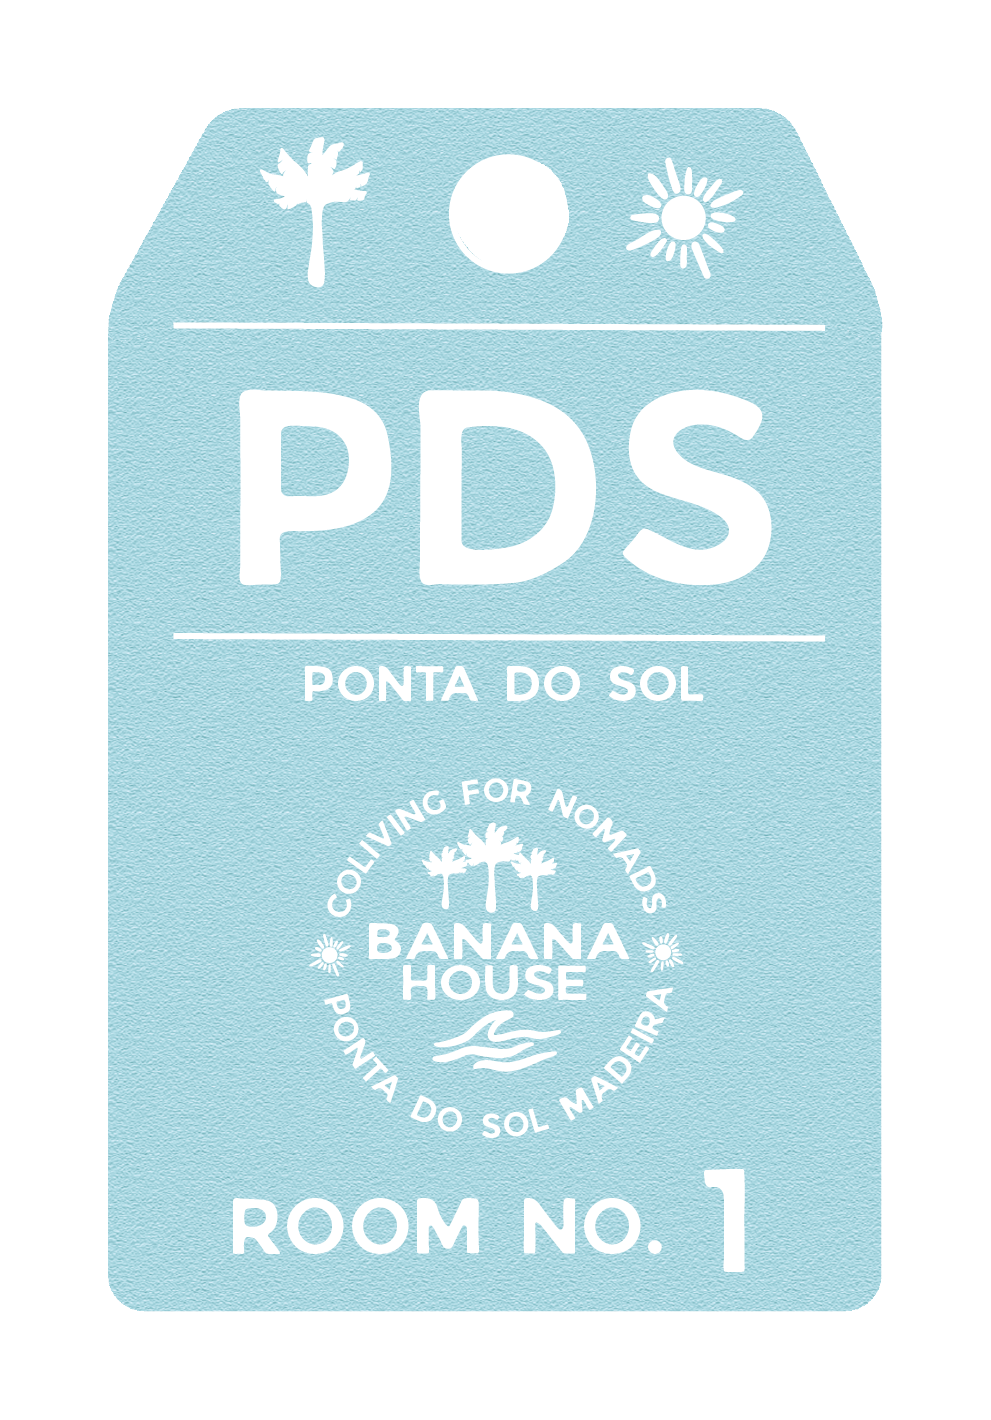 PDS
PONTA DO SOL
COLIVING FOR NOMADS
BANANA
HOUSE
PONTA DO SOL MADEIRA
ROOM NO. 1